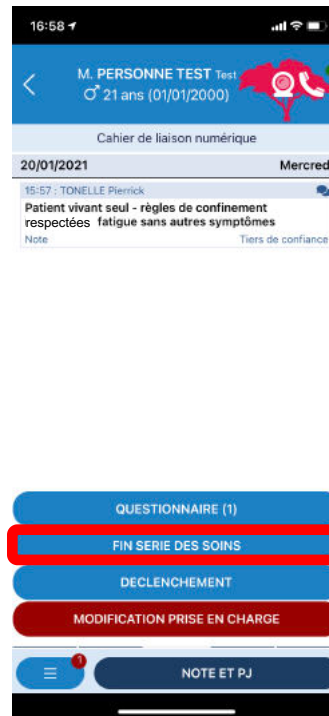 16:58
M. PERSONNE TEST Test
21 ans (01/01/2000)
Cahier de liaison numérique
20/01/2021 Mercred
15:57 : TONELLE Pierrick
Patient vivant seul - règles de confinement
respectées fatigue sans autres symptômes
Note Tiers de confiance
QUESTIONNAIRE (1)
FIN SERIE DES SOINS
DECLENCHEMENT
MODIFICATION PRISE EN CHARGE
1
NOTE ET PJ